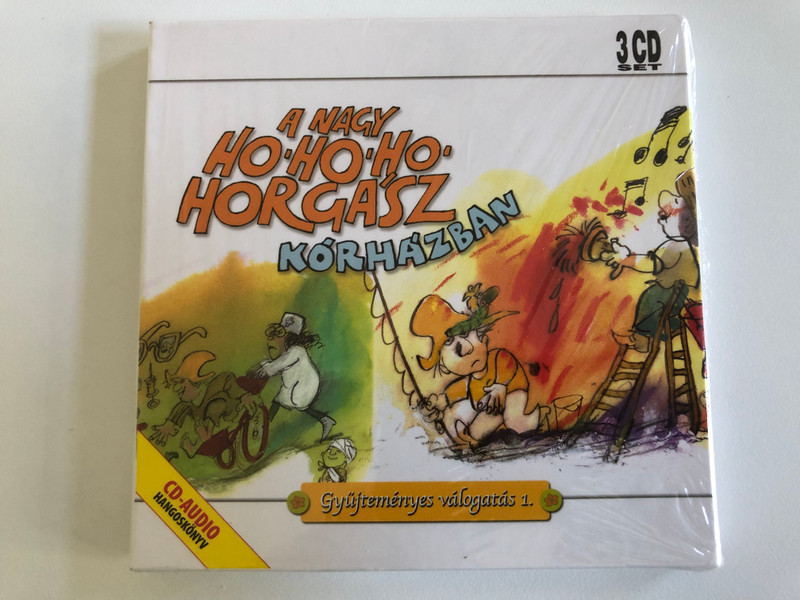 3 CD
SET
A NAGY
HO·HO·HO·
HORGÁSZ
KÓRHÁZBAN
CD-AUDIO
HANGOSKÖNYV
Gyűjteményes válogatás 1.